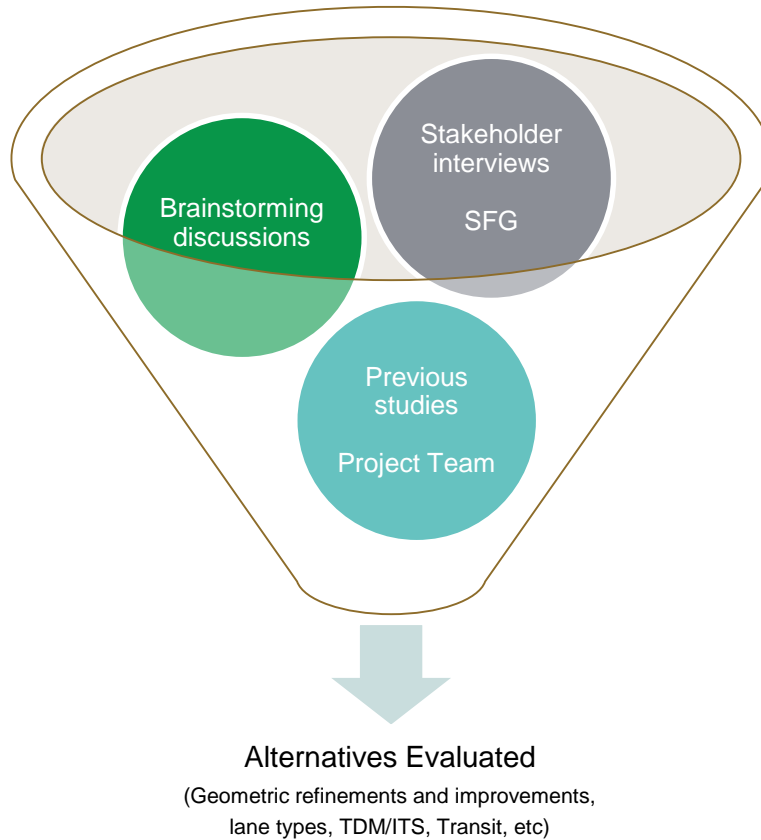 Stakeholder
interviews
SFG
Brainstorming
discussions
Previous
studies
Project Team
Alternatives Evaluated
(Geometric refinements and improvements,
lane types, TDM/ITS, Transit, etc)